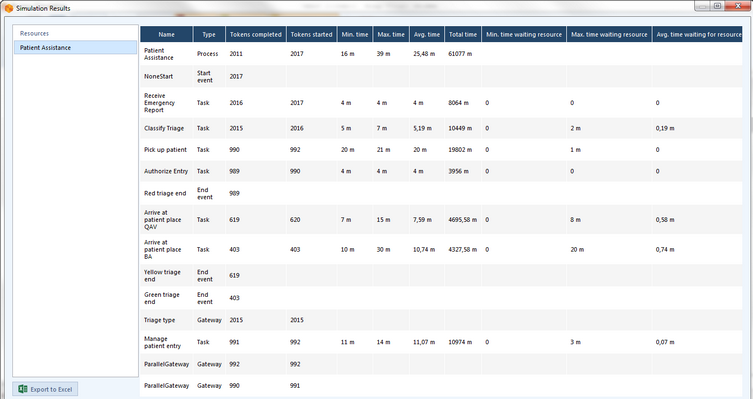 Simulation Results
Resources
Patient Assistance
Name Type Tokens completed Tokens started Min. time Max. time Avg. time Total time Min. time waiting resource Max. time waiting resource Avg. time waiting for resource
Patient
Assistance Process 2011 2017 16 m 39 m 25,48 m 61077 m
NoneStart Start
event 2017
Receive
Emergency
Report Task 2016 2017 4 m 4 m 4 m 8064 m 0 0 0
Classify Triage Task 2015 2016 5 m 7 m 5,19 m 10449 m 0 2 m 0,19 m
Pick up patient Task 990 992 20 m 21 m 20 m 19802 m 0 1 m 0
Authorize Entry Task 989 990 4 m 4 m 4 m 3956 m 0 0 0
Red triage end End
event 989
Arrive at
patient place
QAV Task 619 620 7 m 15 m 7,59 m 4695,58 m 0 8 m 0,58 m
Arrive at
patient place
BA Task 403 403 10 m 30 m 10,74 m 4327,58 m 0 20 m 0,74 m
Yellow triage
end End
event 619
Green triage
end End
event 403
Triage type Gateway 2015 2015
Manage
patient entry Task 991 992 11 m 14 m 11,07 m 10974 m 0 3 m 0,07 m
ParallelGateway Gateway 992 992
ParallelGateway Gateway 990 991
Export to Excel